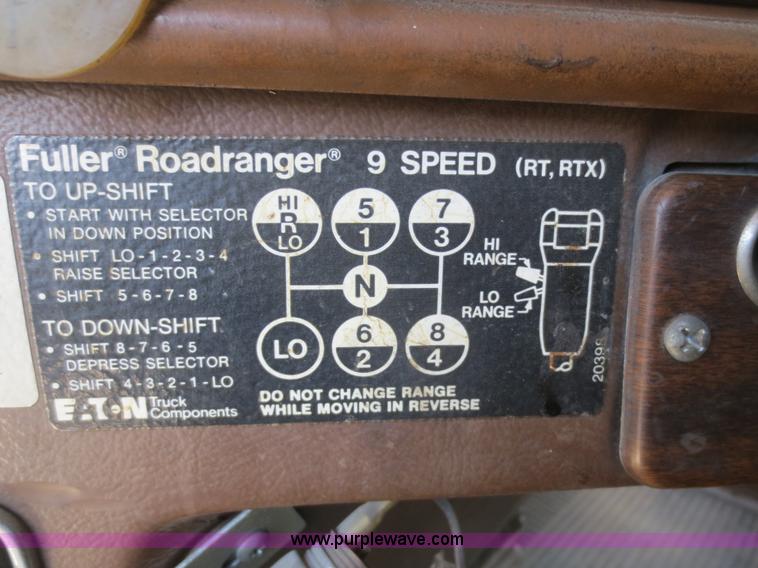 Fuller® Roadranger® 9 SPEED (RT, RTX)
TO UP-SHIFT
• START WITH SELECTOR
IN DOWN POSITION
• SHIFT LO-1-2-3-4
RAISE SELECTOR
• SHIFT 5-6-7-8
TO DOWN-SHIFT
• SHIFT 8-7-6-5
DEPRESS SELECTOR
• SHIFT 4-3-2-1-LO
EATON Truck
Components
HI
R
LO
5
1
7
3
N
LO
6
2
8
4
DO NOT CHANGE RANGE
WHILE MOVING IN REVERSE
HI
RANGE
LO
RANGE
www.purplewave.com